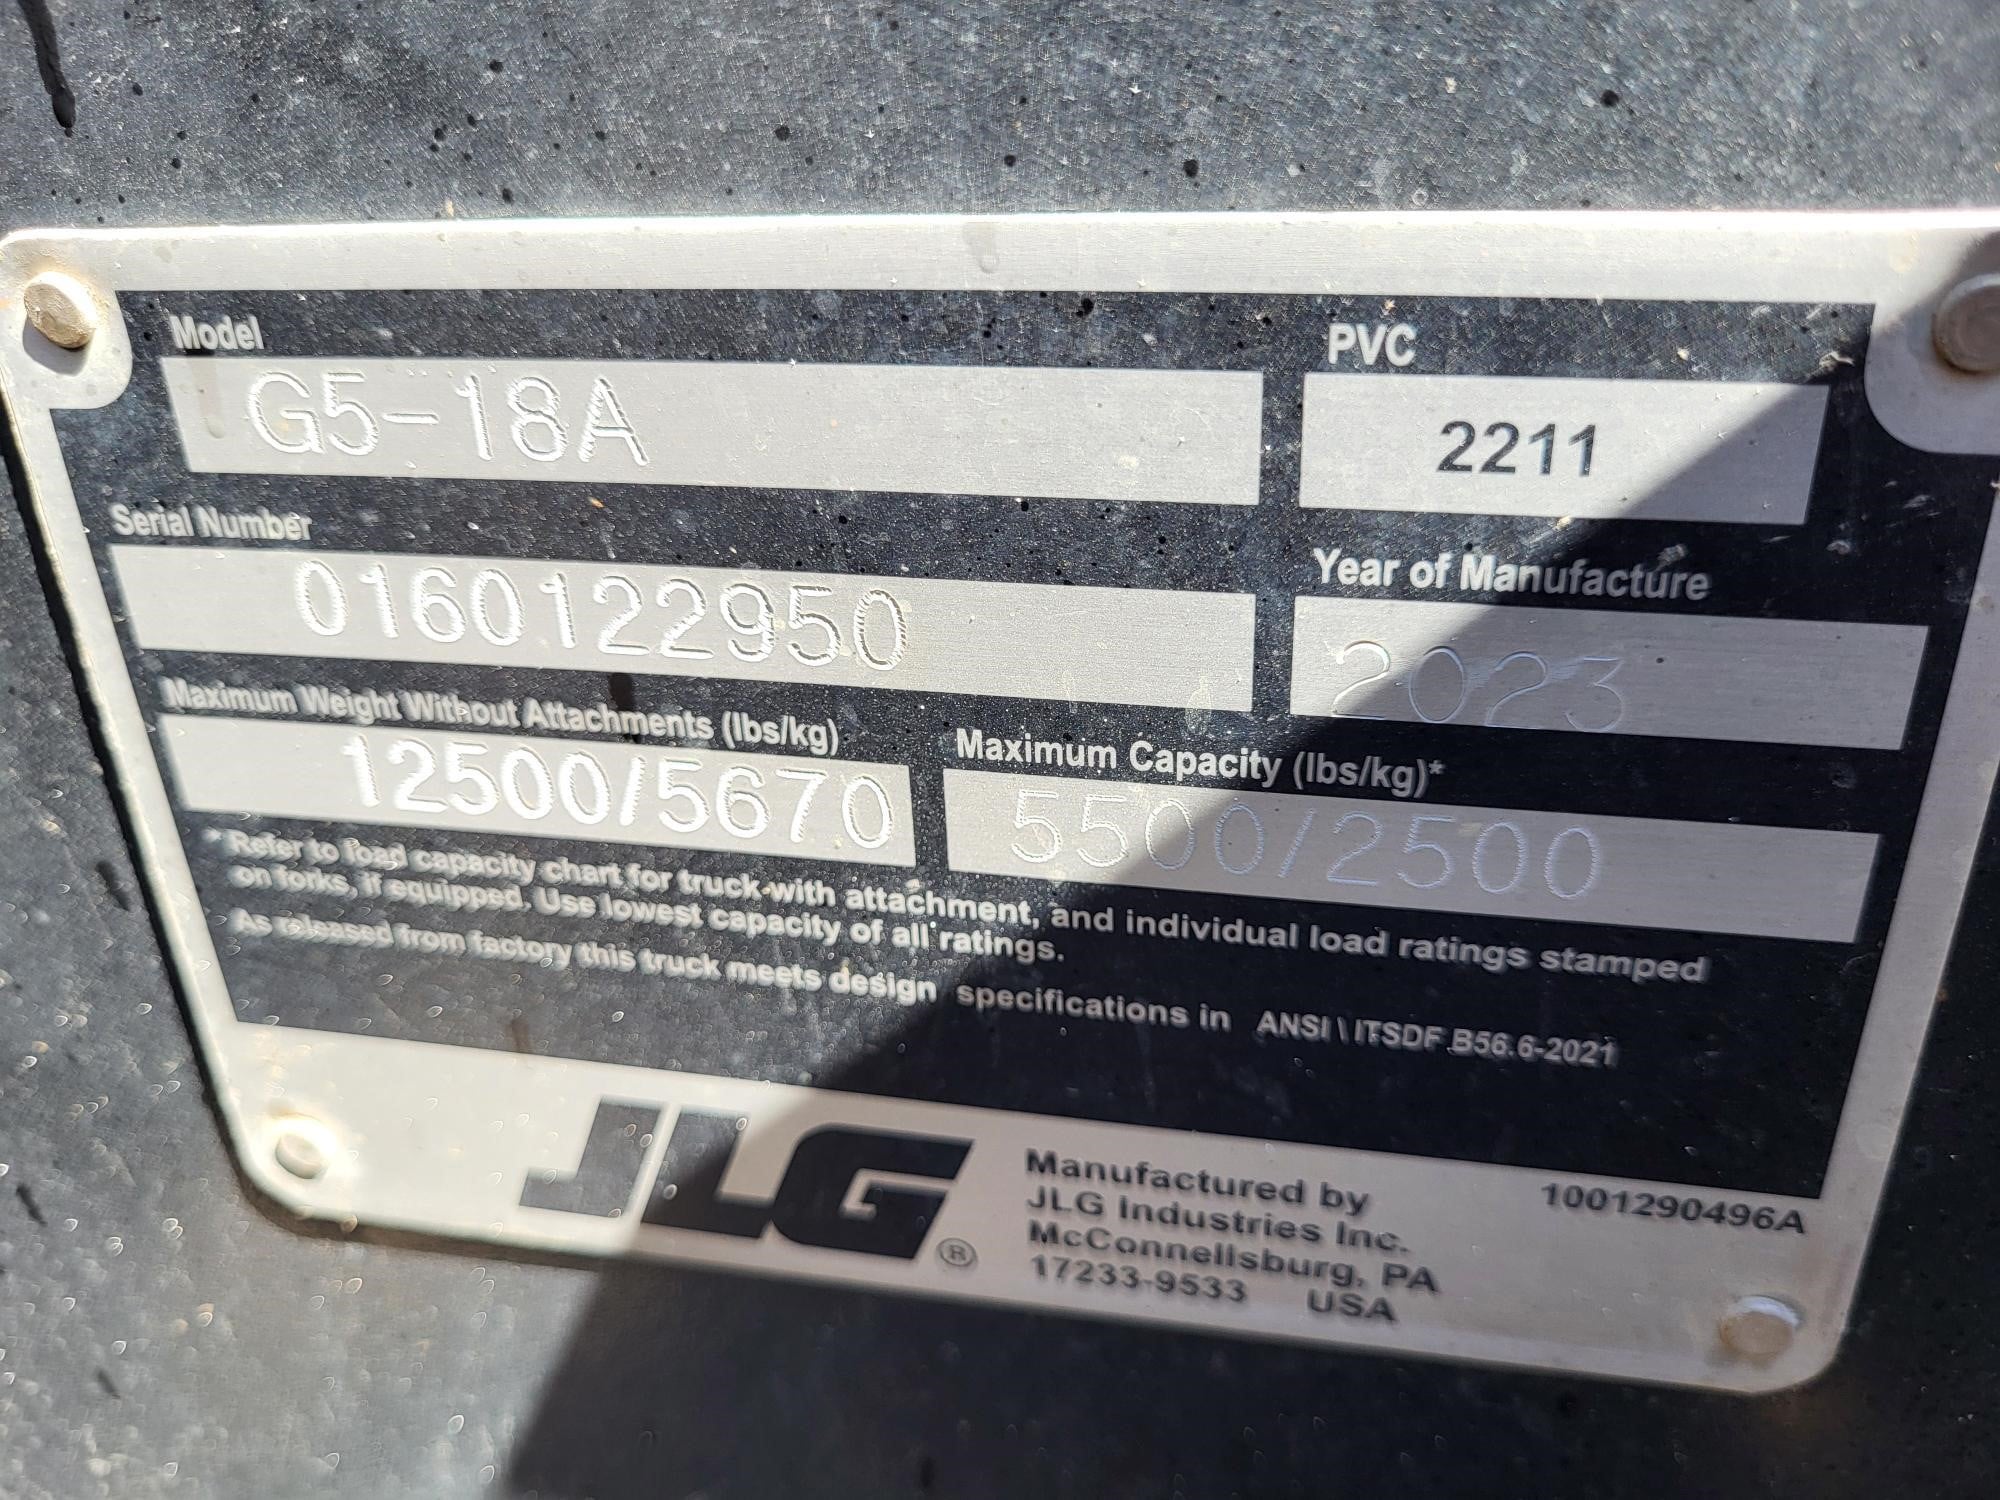 Model
G5-18A
PVC
2211
Serial Number
0160122950
Year of Manufacture
2023
Maximum Weight Without Attachments (lbs/kg)
12500/5670
Maximum Capacity (lbs/kg)*
5500/2500
* Refer to load capacity chart for truck with attachment, and individual load ratings stamped
on forks, if equipped. Use lowest capacity of all ratings.
As released from factory this truck meets design specifications in ANSI \ ITSDF B56.6-2021
JLG®
Manufactured by
JLG Industries Inc.
McConnellsburg, PA
17233-9533 USA
1001290496A